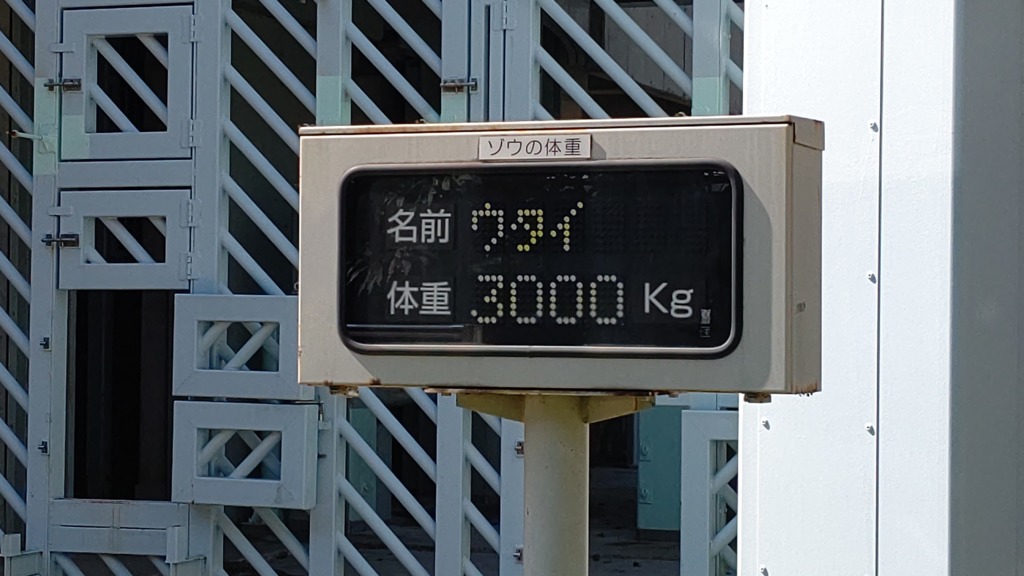 ゾウの体重
名前 ウタイ
体重 3000 Kg